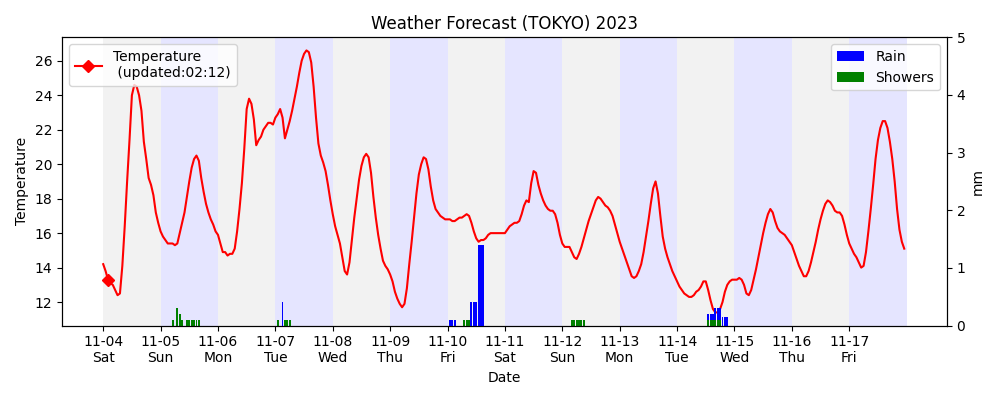 Weather Forecast (TOKYO) 2023
Temperature
(updated:02:12)
Rain
Showers
Temperature
26
24
22
20
18
16
14
12
5
4
3
2
1
0
mm
11-04 11-05 11-06 11-07 11-08 11-09 11-10 11-11 11-12 11-13 11-14 11-15 11-16 11-17
Sat Sun Mon Tue Wed Thu Fri Sat Sun Mon Tue Wed Thu Fri
Date